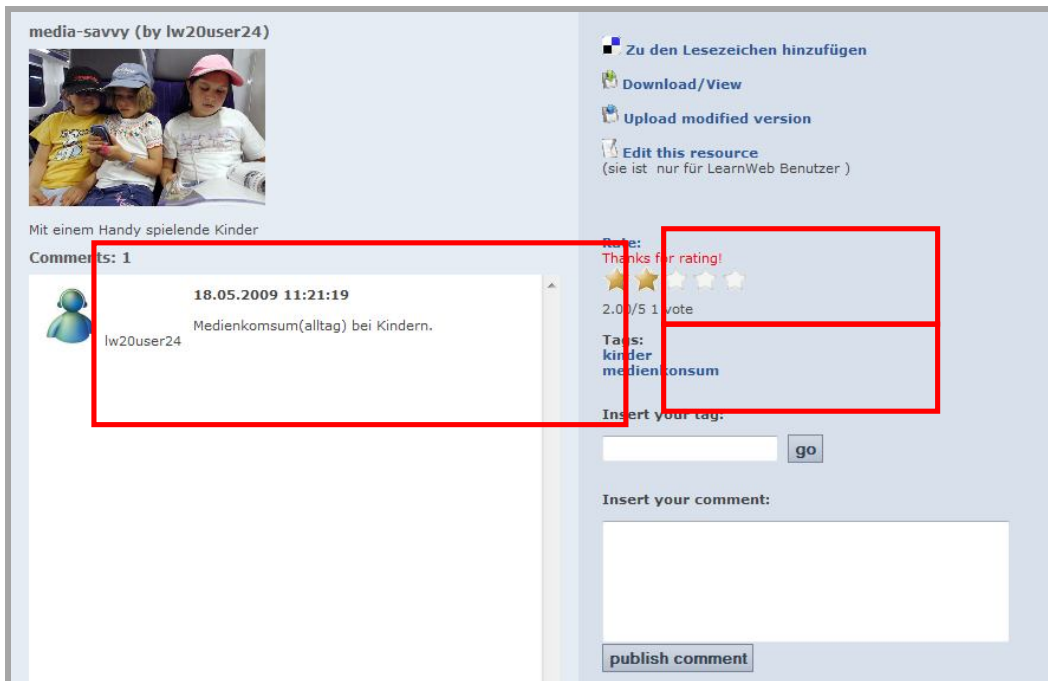 media-savvy (by lw20user24)
Mit einem Handy spielende Kinder
Comments: 1
18.05.2009 11:21:19
Medienkomsum(alltag) bei Kindern.
lw20user24
Zu den Lesezeichen hinzufügen
Download/View
Upload modified version
Edit this resource
(sie ist nur für LearnWeb Benutzer )
Rate:
Thanks for rating!
2.00/5 1 vote
Tags:
kinder
medienkonsum
Insert your tag:
go
Insert your comment:
publish comment